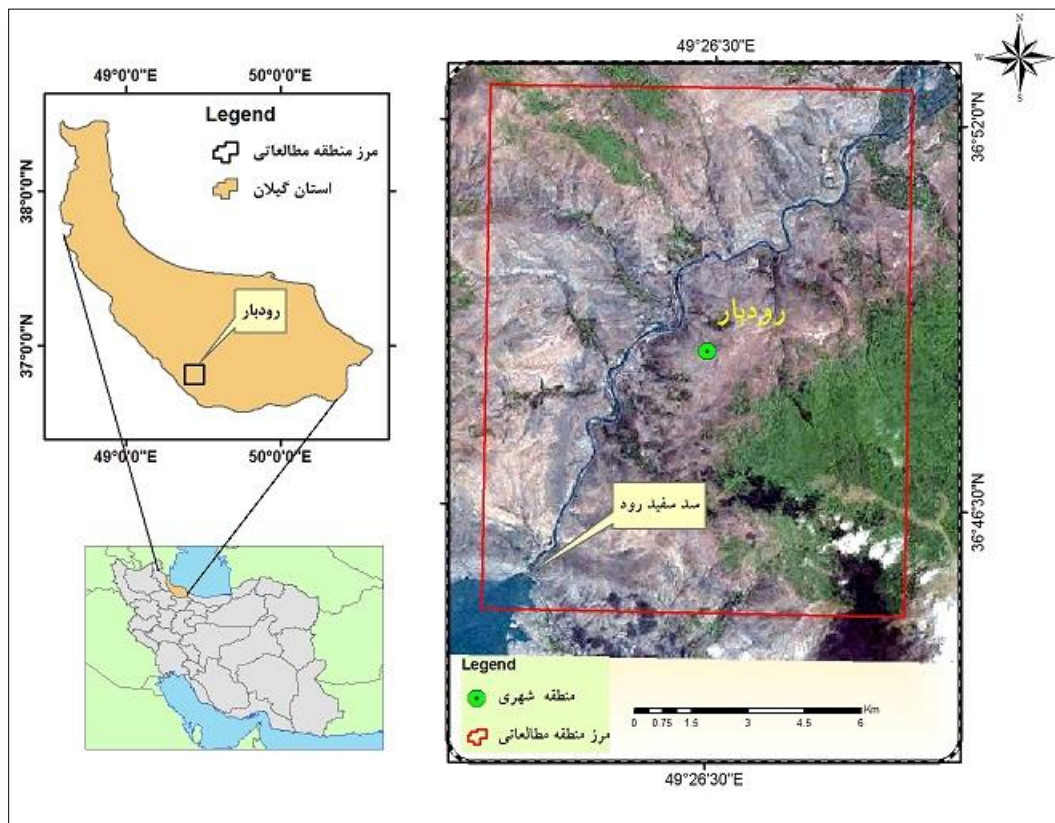 N
W E
S
49°0'0"E 50°0'0"E
38°0'0"N
37°0'0"N
Legend
مرز منطقه مطالعاتی
استان گیلان
رودبار
49°0'0"E 50°0'0"E
49°26'30"E
36°52'0"N
36°46'30"N
رودبار
سد سفید رود
Legend
منطقه شهری
مرز منطقه مطالعاتی
0 0.75 1.5 3 4.5 6 Km
49°26'30"E